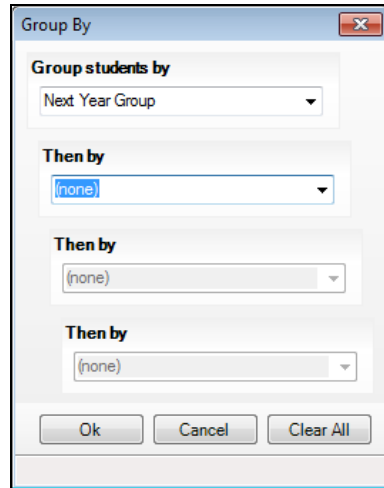 Group By
Group students by
Next Year Group
Then by
(none)
Then by
(none)
Then by
(none)
Ok Cancel Clear All